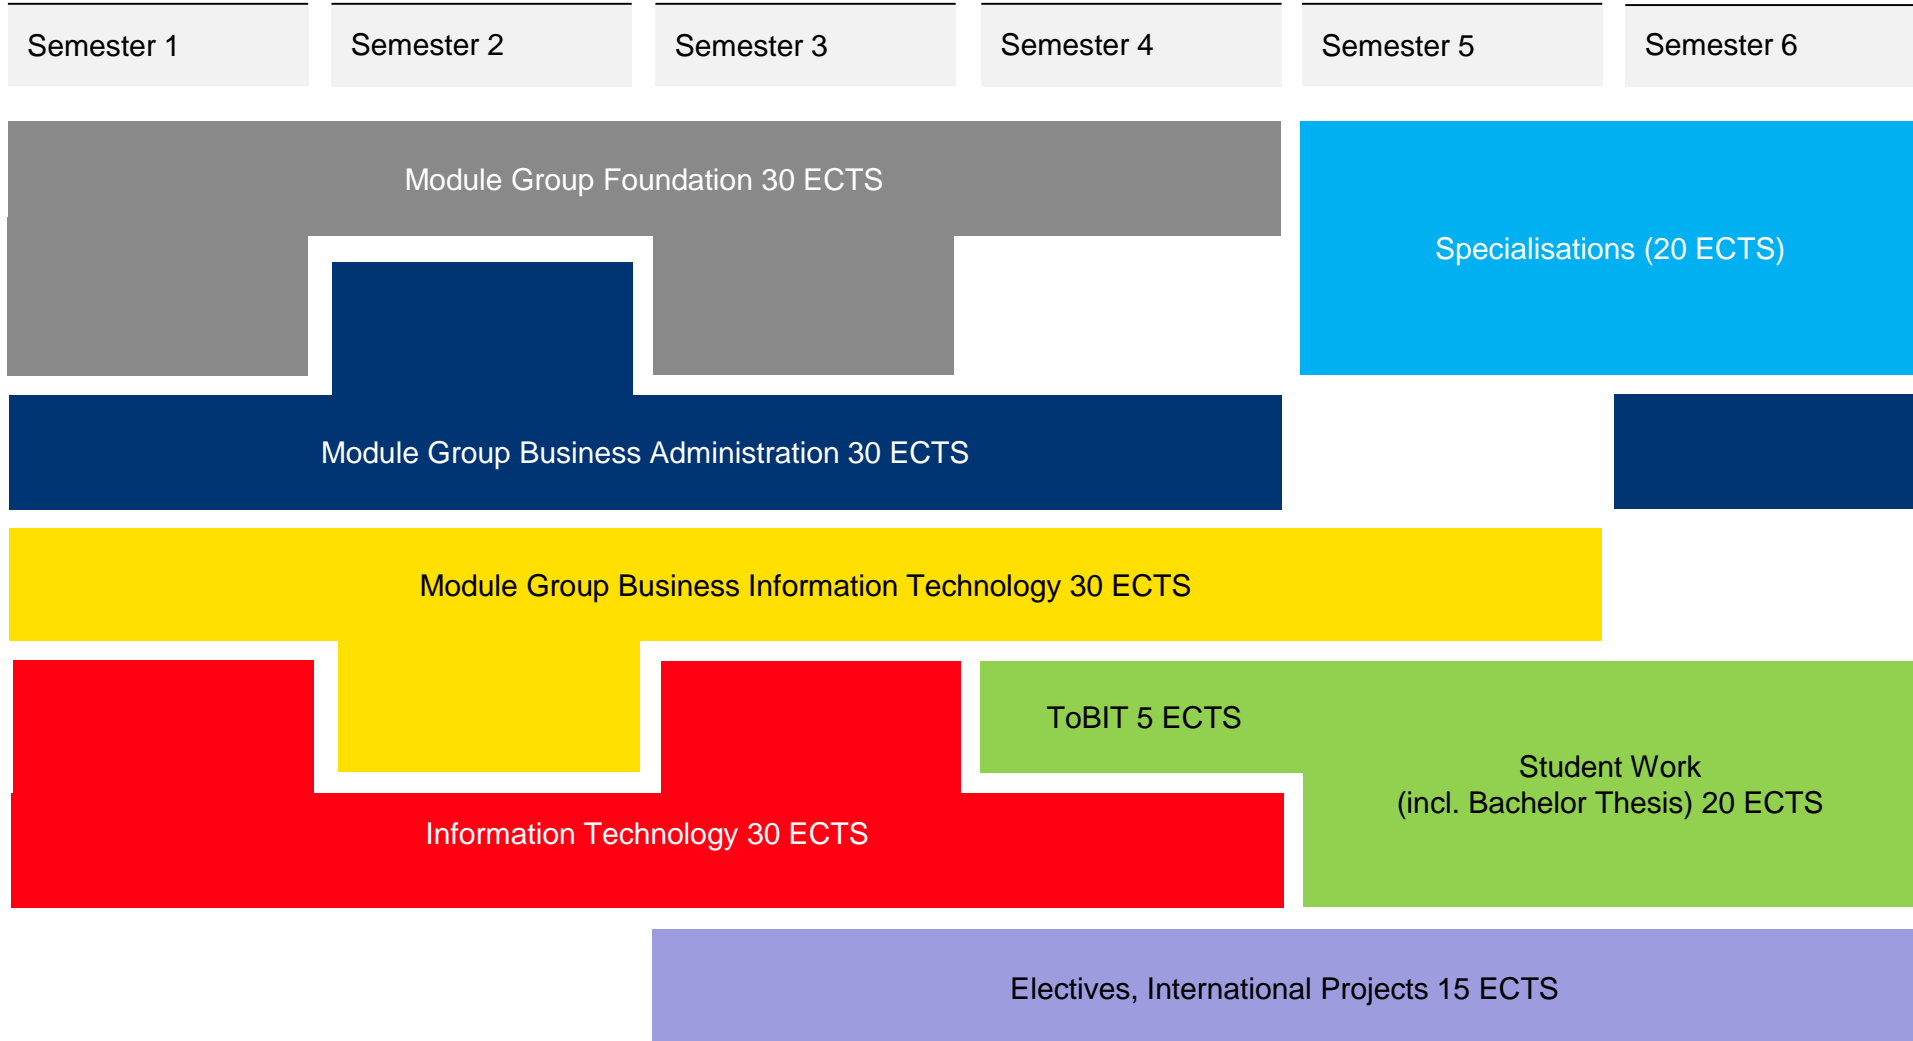 Semester 1
Semester 2
Semester 3
Semester 4
Semester 5
Semester 6
Module Group Foundation 30 ECTS
Specialisations (20 ECTS)
Module Group Business Administration 30 ECTS
Module Group Business Information Technology 30 ECTS
ToBIT 5 ECTS
Student Work
(incl. Bachelor Thesis) 20 ECTS
Information Technology 30 ECTS
Electives, International Projects 15 ECTS